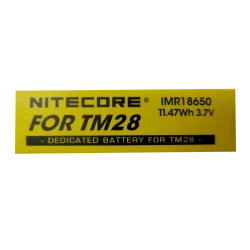 NITECORE® IMR18650
11.47Wh 3.7V
FOR TM28
- DEDICATED BATTERY FOR TM28 -